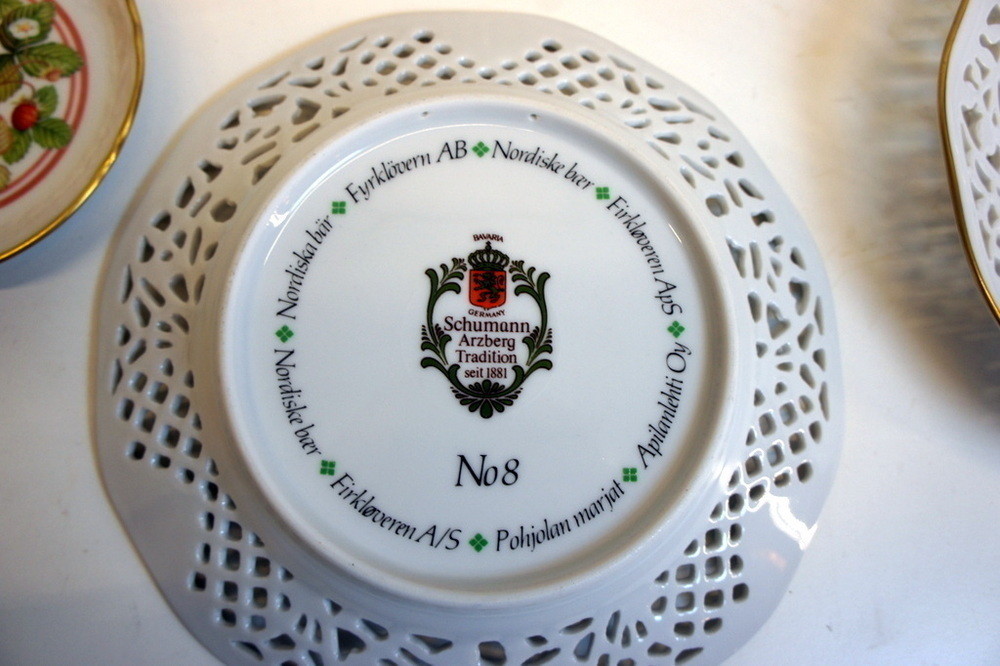 Fyrklövern AB
Nordiske bær
Firkløveren ApS
Apilanlehti Oy
Pohjolan marjat
Firkløveren A/S
Nordiske bær
Nordiska bär
BAVARIA
GERMANY
Schumann
Arzberg
Tradition
seit 1881
No 8